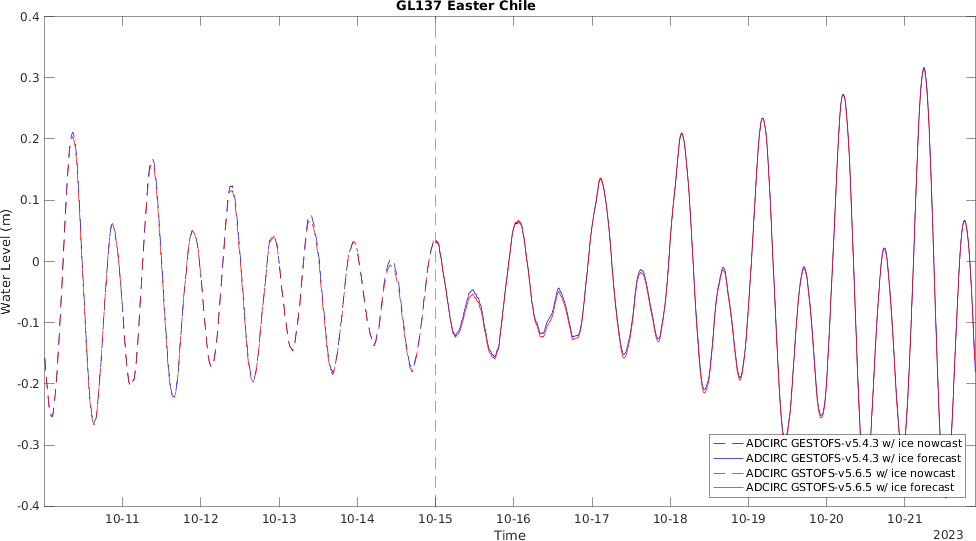 GL137 Easter Chile
0.4
0.3
0.2
0.1
0
-0.1
-0.2
-0.3
-0.4
Water Level (m)
ADCIRC GESTOFS-v5.4.3 w/ ice nowcast
ADCIRC GESTOFS-v5.4.3 w/ ice forecast
ADCIRC GSTOFS-v5.6.5 w/ ice nowcast
ADCIRC GSTOFS-v5.6.5 w/ ice forecast
10-11 10-12 10-13 10-14 10-15 10-16 10-17 10-18 10-19 10-20 10-21
Time
2023